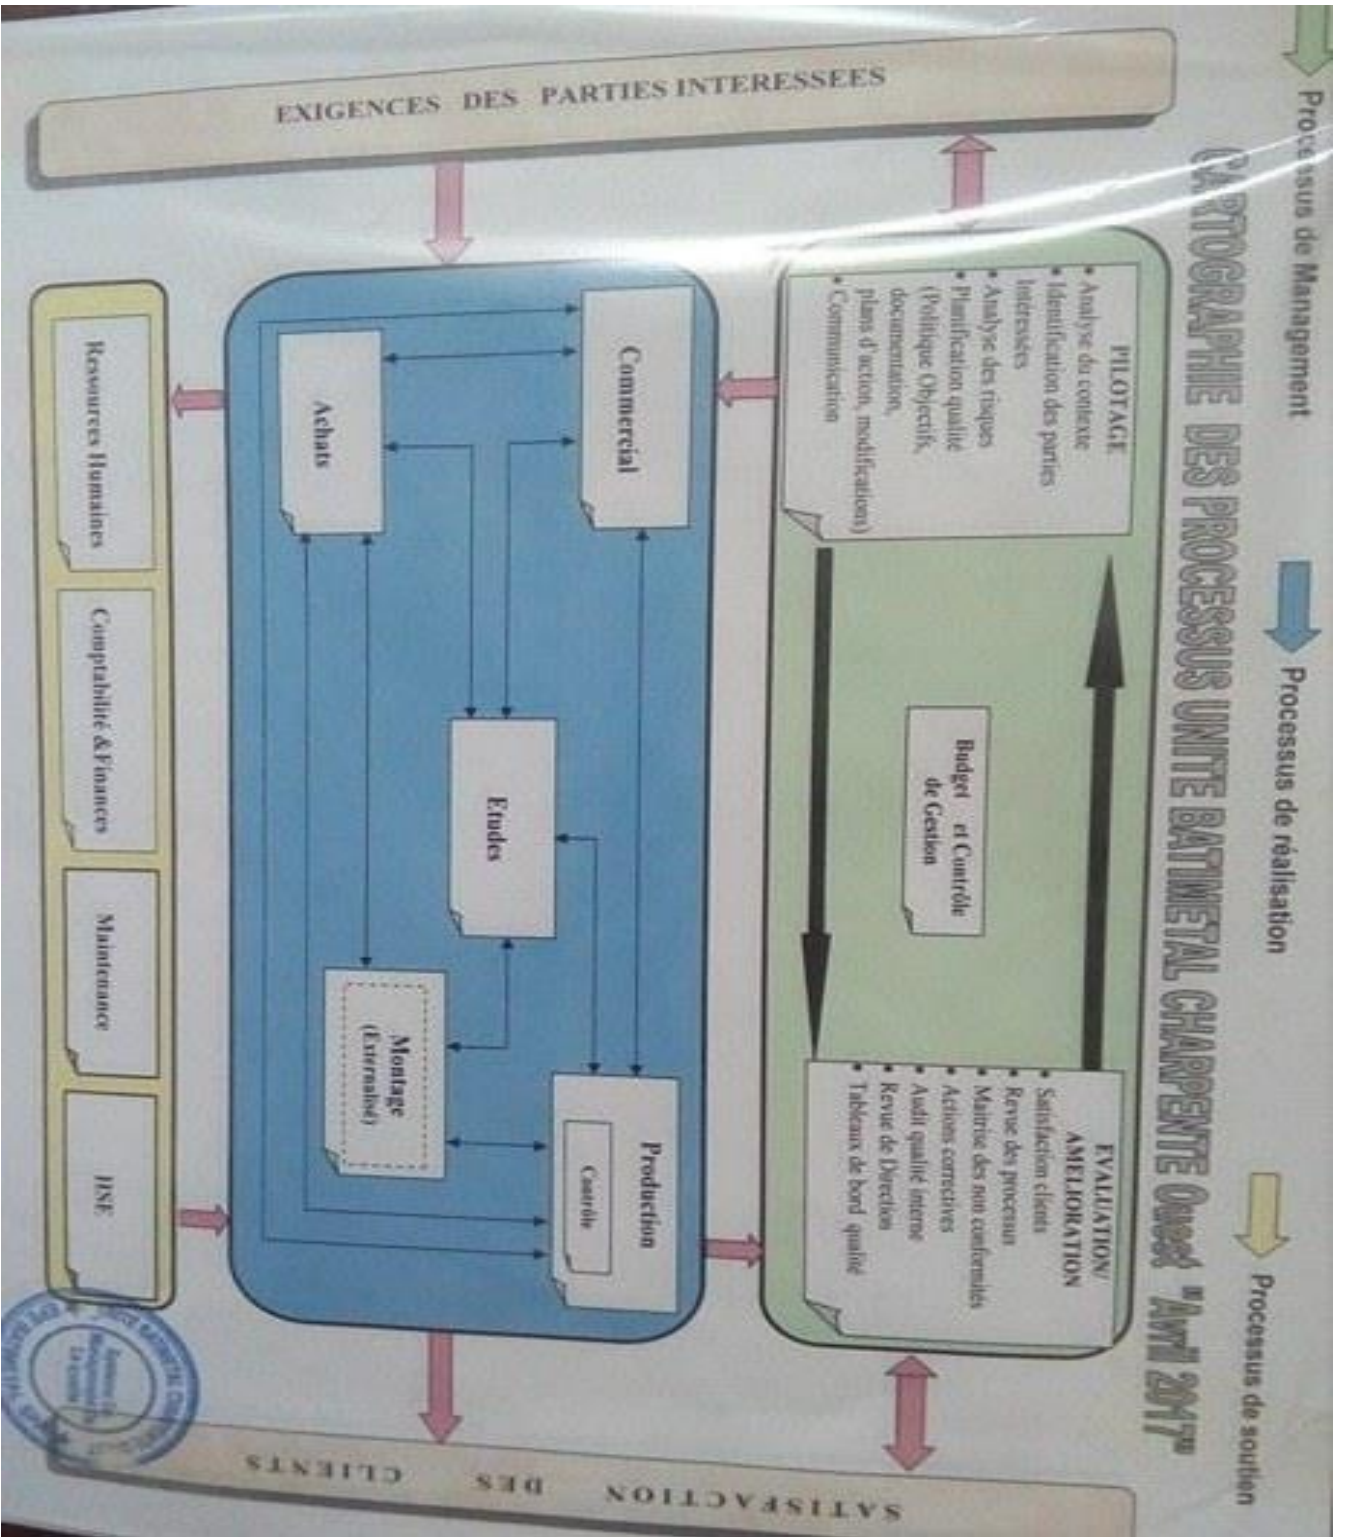 Processus de Management
Processus de réalisation
Processus de soutien
CARTOGRAPHIE DES PROCESSUS UNITE BATIMETAL CHARPENTE Ouest "Avril 2017"
EXIGENCES DES PARTIES INTERESSEES
PILOTAGE
• Analyse du contexte
• Identification des parties
Intéressées
• Analyse des risques
• Planification qualité
(Politique Objectifs,
documentation,
plans d'action, modifications)
• Communication
Budget et Contrôle
de Gestion
EVALUATION/
AMELIORATION
• Satisfaction clients
• Revue des processus
• Maitrise des non conformités
• Actions correctives
• Audit qualité interne
• Revue de Direction
• Tableaux de bord qualité
Commercial
Achats
Etudes
Montage
(Externalisé)
Production
Contrôle
Ressources Humaines
Comptabilité &Finances
Maintenance
HSE
SATISFACTION DES CLIENTS